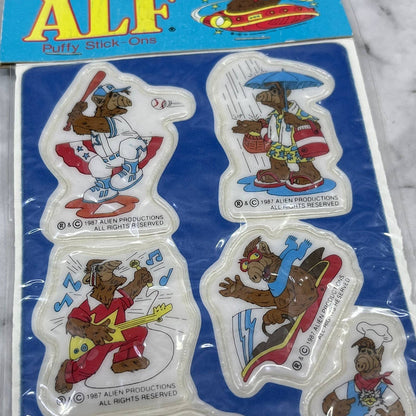 ALF®
Puffy Stick-Ons
® & © 1987 ALIEN PRODUCTIONS
ALL RIGHTS RESERVED
® & © 1987 ALIEN PRODUCTIONS
ALL RIGHTS RESERVED
® & © 1987 ALIEN PRODUCTIONS
ALL RIGHTS RESERVED
® & © 1987 ALIEN PRODUCTIONS
ALL RIGHTS RESERVED